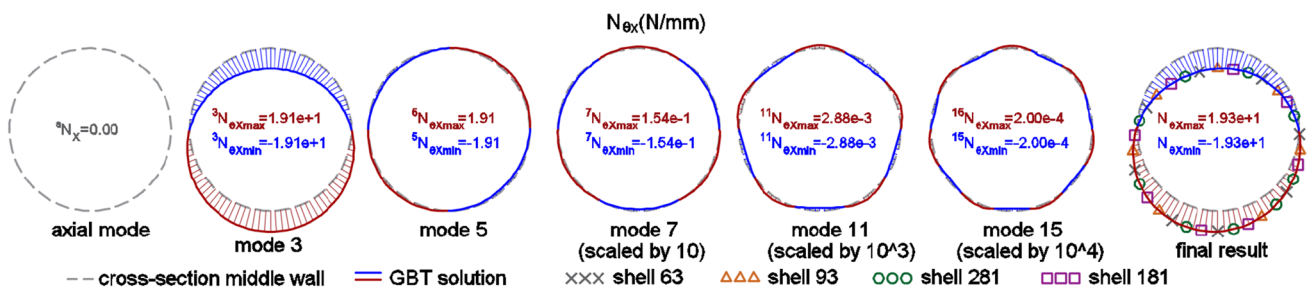 NθX(N/mm)
ᵃNX=0.00
³NθXmax=1.91e+1
³NθXmin=-1.91e+1
⁵NθXmax=1.91
⁵NθXmin=-1.91
⁷NθXmax=1.54e-1
⁷NθXmin=-1.54e-1
¹¹NθXmax=2.88e-3
¹¹NθXmin=-2.88e-3
¹⁵NθXmax=2.00e-4
¹⁵NθXmin=-2.00e-4
NθXmax=1.93e+1
NθXmin=-1.93e+1
axial mode
mode 3
mode 5
mode 7
(scaled by 10)
mode 11
(scaled by 10^3)
mode 15
(scaled by 10^4)
final result
cross-section middle wall
GBT solution
shell 63
shell 93
shell 281
shell 181